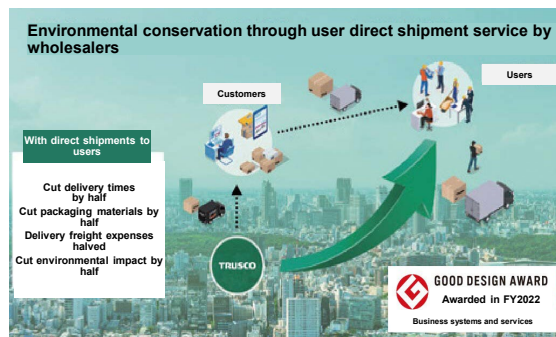 Environmental conservation through user direct shipment service by
wholesalers
Customers
Users
With direct shipments to
users
Cut delivery times
by half
Cut packaging materials by
half
Delivery freight expenses
halved
Cut environmental impact by
half
TRUSCO
GOOD DESIGN AWARD
Awarded in FY2022
Business systems and services